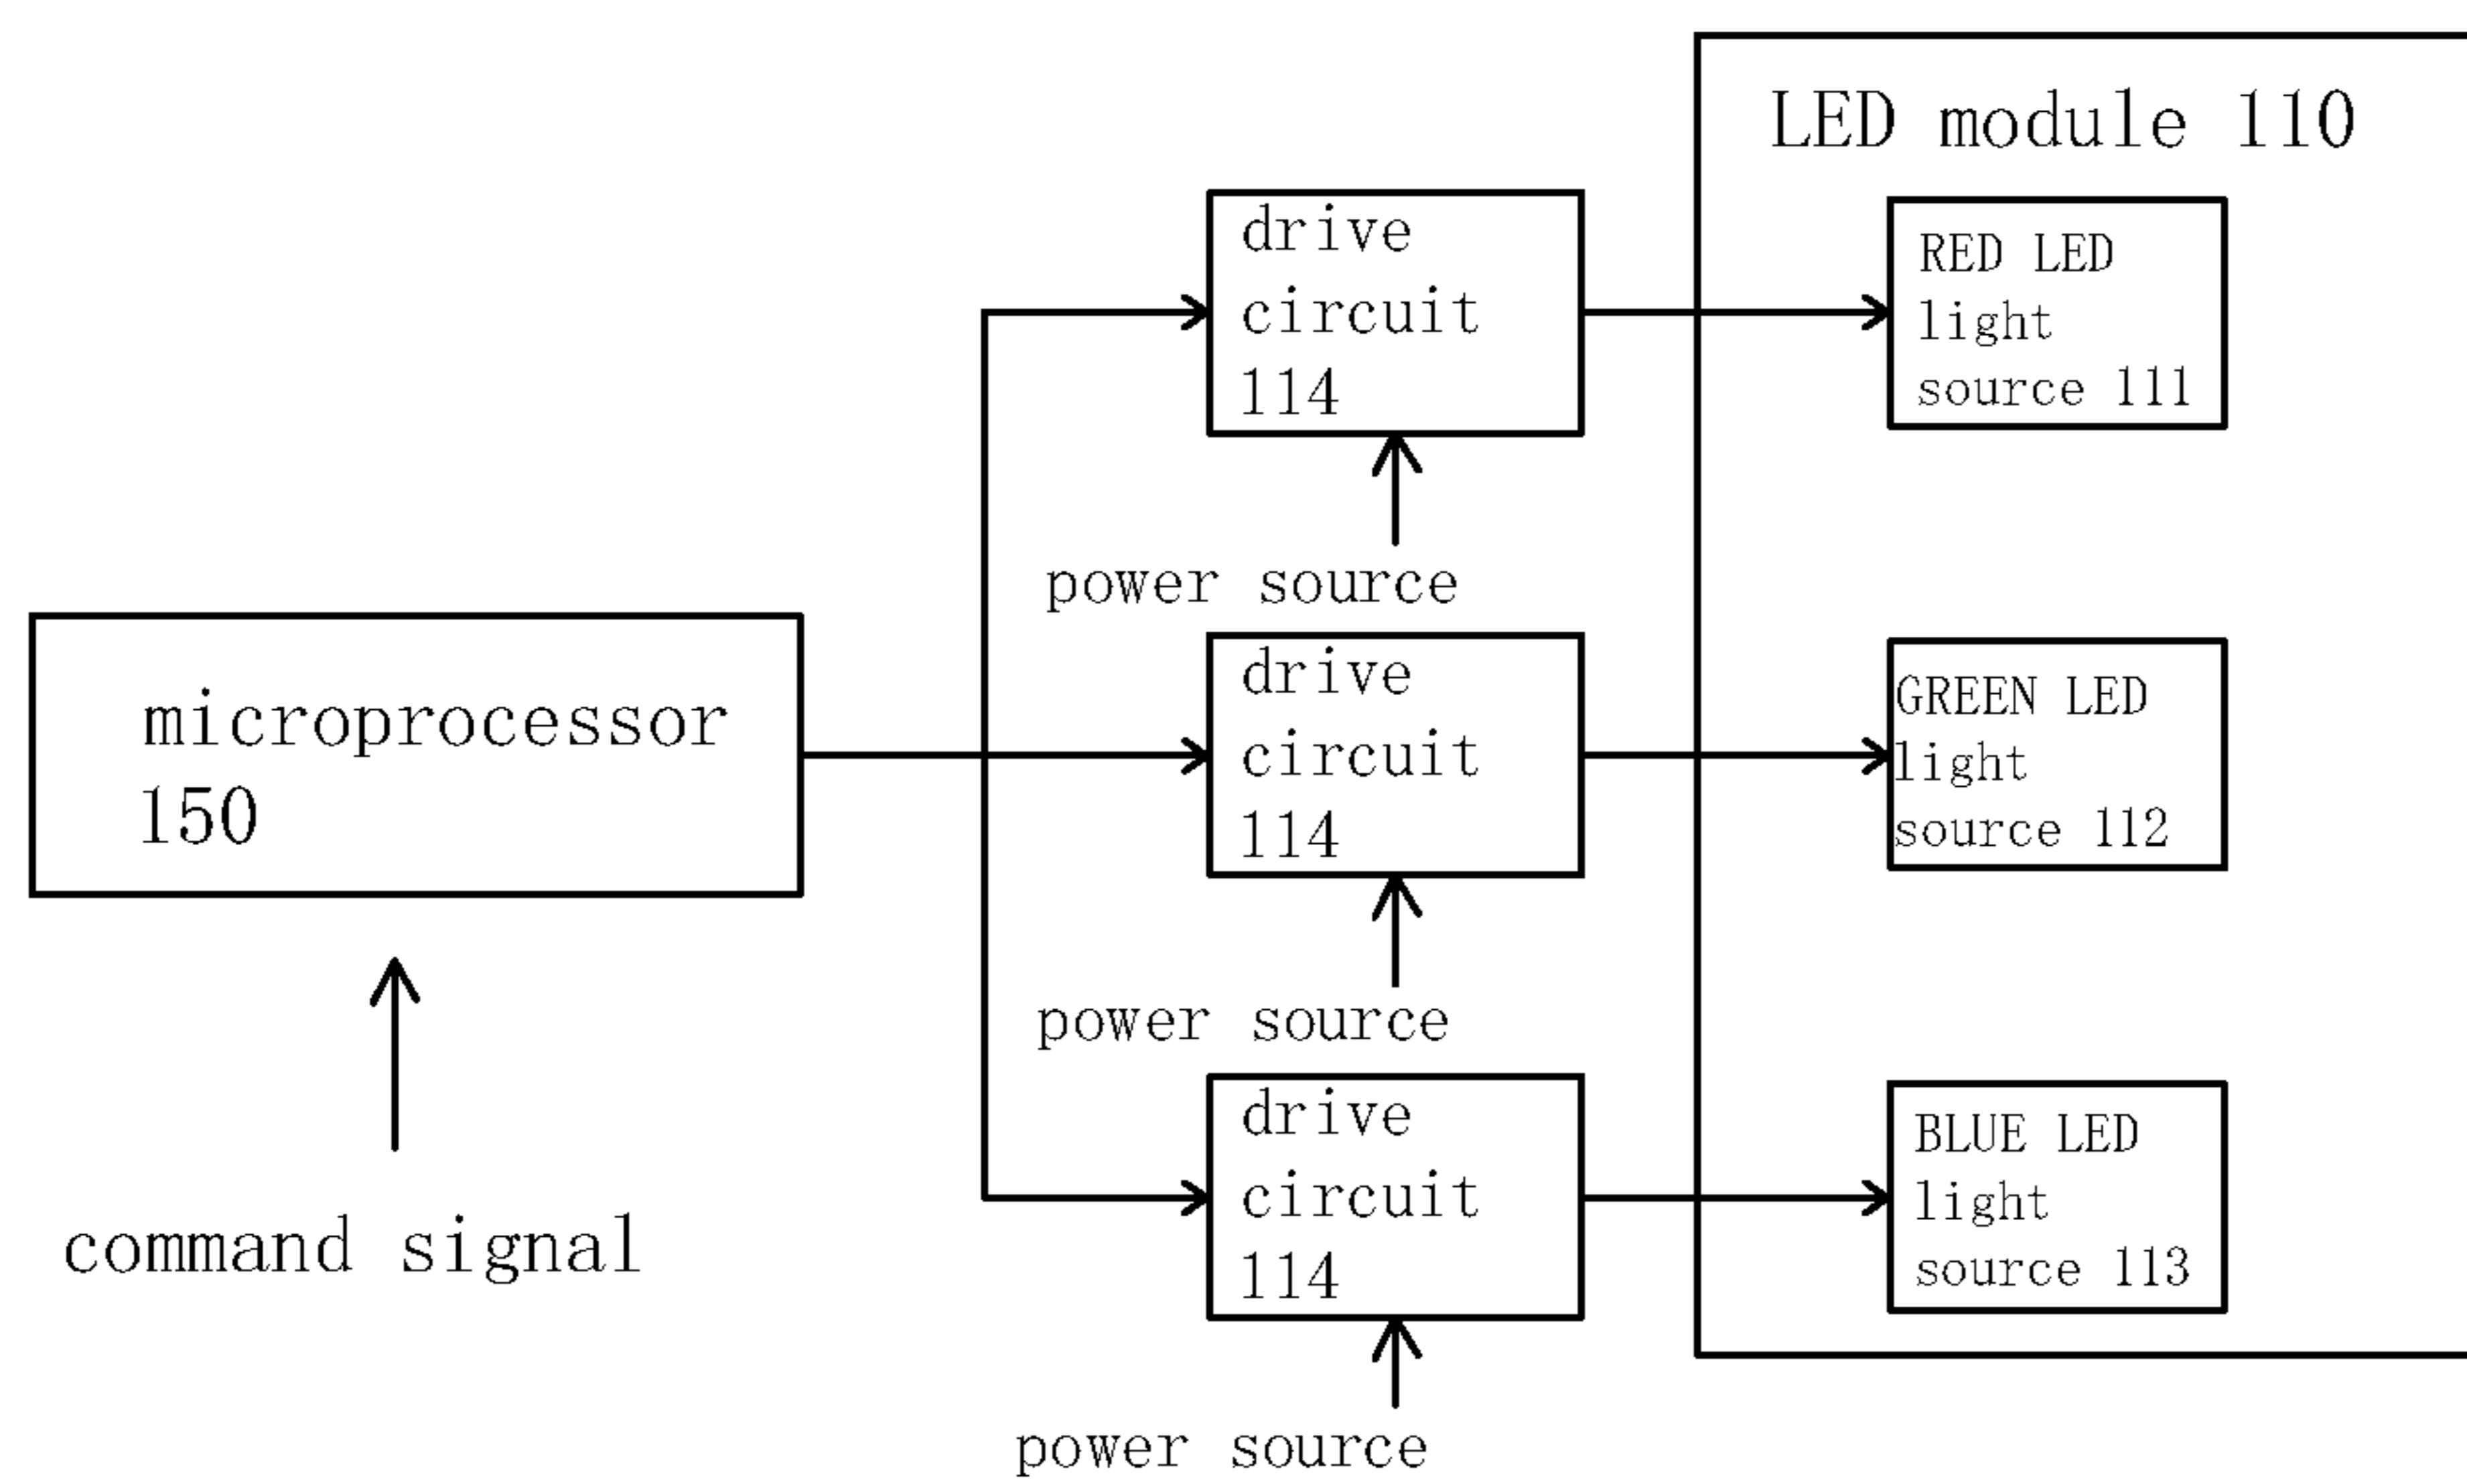 LED module 110
drive
circuit
114
RED LED
light
source 111
power source
microprocessor
150
drive
circuit
114
GREEN LED
light
source 112
power source
command signal
drive
circuit
114
BLUE LED
light
source 113
power source